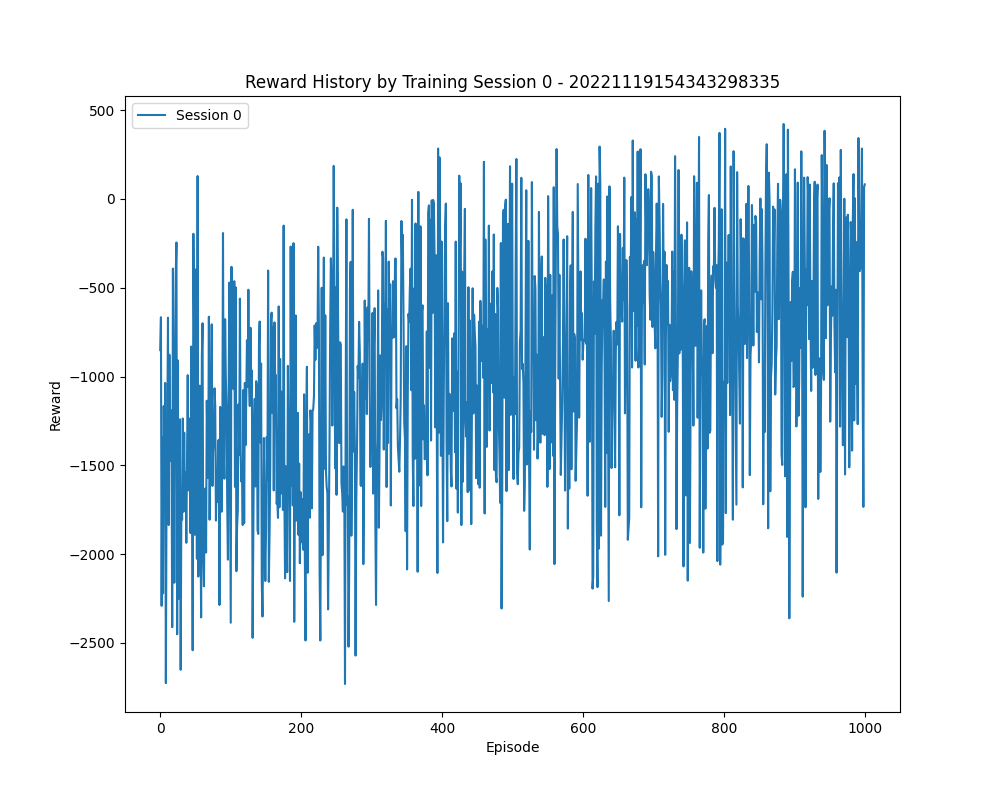 Reward History by Training Session 0 - 20221119154343298335
Session 0
Reward
500
0
−500
−1000
−1500
−2000
−2500
0 200 400 600 800 1000
Episode